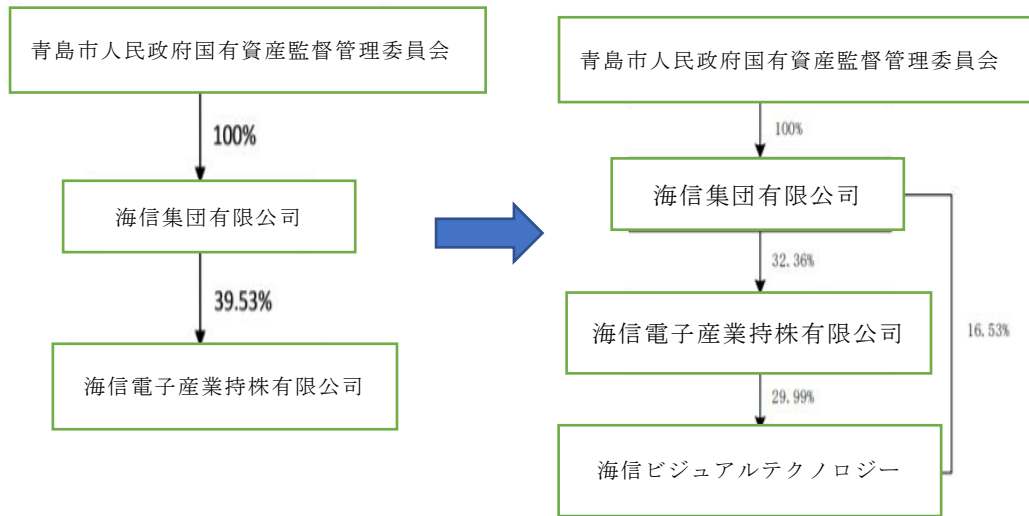 青島市人民政府国有資産監督管理委員会
100%
海信集団有限公司
39.53%
海信電子産業持株有限公司
青島市人民政府国有資産監督管理委員会
100%
海信集団有限公司
32.36%
海信電子産業持株有限公司
16.53%
29.99%
海信ビジュアルテクノロジー